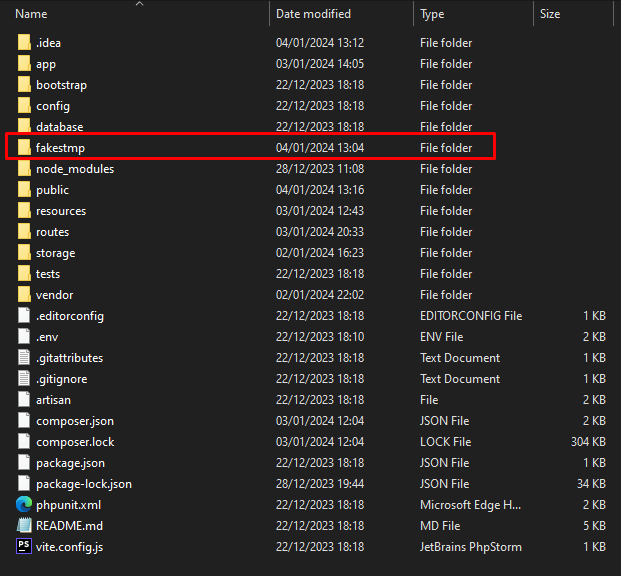 Name Date modified Type Size
.idea 04/01/2024 13:12 File folder
app 03/01/2024 14:05 File folder
bootstrap 22/12/2023 18:18 File folder
config 22/12/2023 18:18 File folder
database 22/12/2023 18:18 File folder
fakestmp 04/01/2024 13:04 File folder
node_modules 28/12/2023 11:08 File folder
public 04/01/2024 13:16 File folder
resources 03/01/2024 12:43 File folder
routes 03/01/2024 20:33 File folder
storage 02/01/2024 16:23 File folder
tests 22/12/2023 18:18 File folder
vendor 02/01/2024 22:02 File folder
.editorconfig 22/12/2023 18:18 EDITORCONFIG File 1 KB
.env 22/12/2023 18:10 ENV File 2 KB
.gitattributes 22/12/2023 18:18 Text Document 1 KB
.gitignore 22/12/2023 18:18 Text Document 1 KB
artisan 22/12/2023 18:18 File 2 KB
composer.json 03/01/2024 12:04 JSON File 2 KB
composer.lock 03/01/2024 12:04 LOCK File 304 KB
package.json 22/12/2023 18:18 JSON File 1 KB
package-lock.json 28/12/2023 19:44 JSON File 34 KB
phpunit.xml 22/12/2023 18:18 Microsoft Edge H... 2 KB
README.md 22/12/2023 18:18 MD File 5 KB
PS vite.config.js 22/12/2023 18:18 JetBrains PhpStorm 1 KB